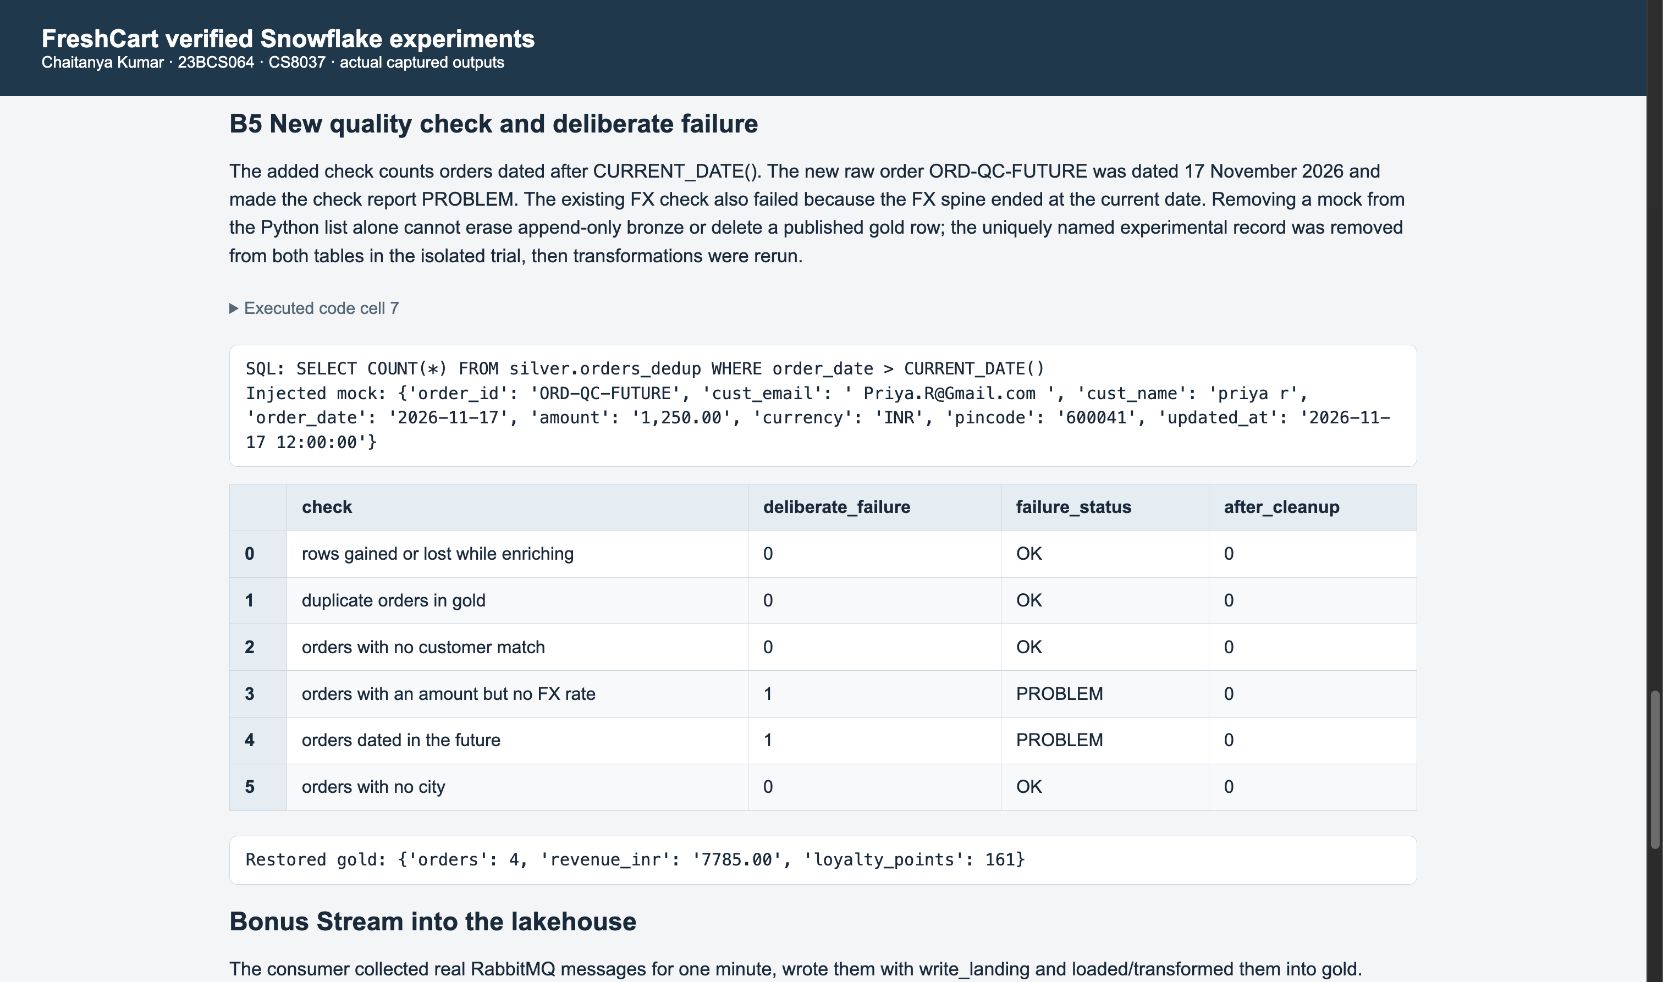 FreshCart verified Snowflake experiments
Chaitanya Kumar · 23BCS064 · CS8037 · actual captured outputs
B5 New quality check and deliberate failure
The added check counts orders dated after CURRENT_DATE(). The new raw order ORD-QC-FUTURE was dated 17 November 2026 and
made the check report PROBLEM. The existing FX check also failed because the FX spine ended at the current date. Removing a mock from
the Python list alone cannot erase append-only bronze or delete a published gold row; the uniquely named experimental record was removed
from both tables in the isolated trial, then transformations were rerun.
▶ Executed code cell 7
SQL: SELECT COUNT(*) FROM silver.orders_dedup WHERE order_date > CURRENT_DATE()
Injected mock: {'order_id': 'ORD-QC-FUTURE', 'cust_email': ' Priya.R@Gmail.com ', 'cust_name': 'priya r',
'order_date': '2026-11-17', 'amount': '1,250.00', 'currency': 'INR', 'pincode': '600041', 'updated_at': '2026-11-
17 12:00:00'}
check deliberate_failure failure_status after_cleanup
0 rows gained or lost while enriching 0 OK 0
1 duplicate orders in gold 0 OK 0
2 orders with no customer match 0 OK 0
3 orders with an amount but no FX rate 1 PROBLEM 0
4 orders dated in the future 1 PROBLEM 0
5 orders with no city 0 OK 0
Restored gold: {'orders': 4, 'revenue_inr': '7785.00', 'loyalty_points': 161}
Bonus Stream into the lakehouse
The consumer collected real RabbitMQ messages for one minute, wrote them with write_landing and loaded/transformed them into gold.